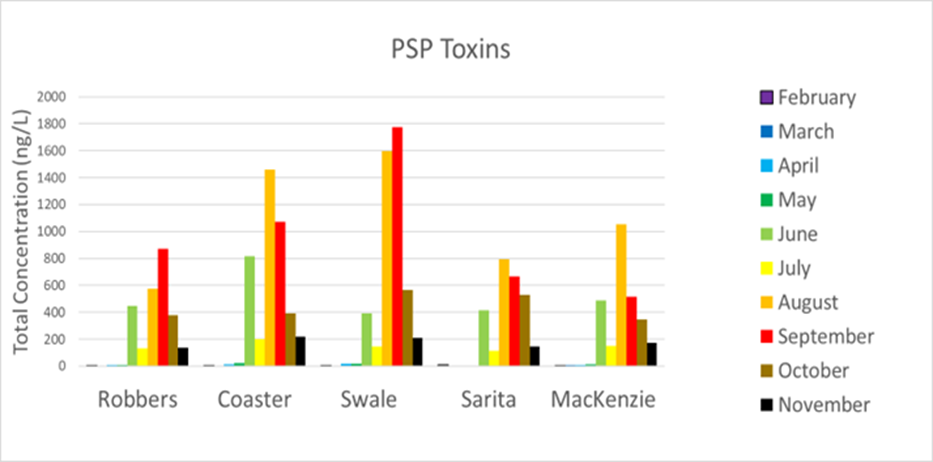 PSP Toxins
Total Concentration (ng/L)
2000
1800
1600
1400
1200
1000
800
600
400
200
0
Robbers Coaster Swale Sarita MacKenzie
February
March
April
May
June
July
August
September
October
November